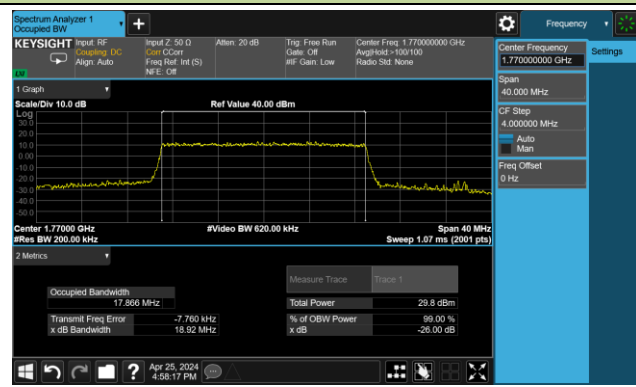 Spectrum Analyzer 1
Occupied BW
Frequency
KEYSIGHT
Input: RF
Coupling: DC
Align: Auto
Input Z: 50 Ω
Corr CCorr
Freq Ref: Int (S)
NFE: Off
Atten: 20 dB
Trig: Free Run
Gate: Off
#IF Gain: Low
Center Freq: 1.770000000 GHz
Avg|Hold:>100/100
Radio Std: None
Center Frequency
1.770000000 GHz
Settings
Span
40.000 MHz
CF Step
4.000000 MHz
Auto
Man
Freq Offset
0 Hz
1 Graph
Scale/Div 10.0 dB
Ref Value 40.00 dBm
Log
30.0
20.0
10.0
0.00
-10.0
-20.0
-30.0
-40.0
-50.0
Center 1.77000 GHz
#Video BW 620.00 kHz
Span 40 MHz
#Res BW 200.00 kHz
Sweep 1.07 ms (2001 pts)
2 Metrics
Measure Trace
Trace 1
Occupied Bandwidth
17.866 MHz
Total Power
29.8 dBm
Transmit Freq Error
-7.760 kHz
% of OBW Power
99.00 %
x dB Bandwidth
18.92 MHz
x dB
-26.00 dB
?
Apr 25, 2024
4:58:17 PM